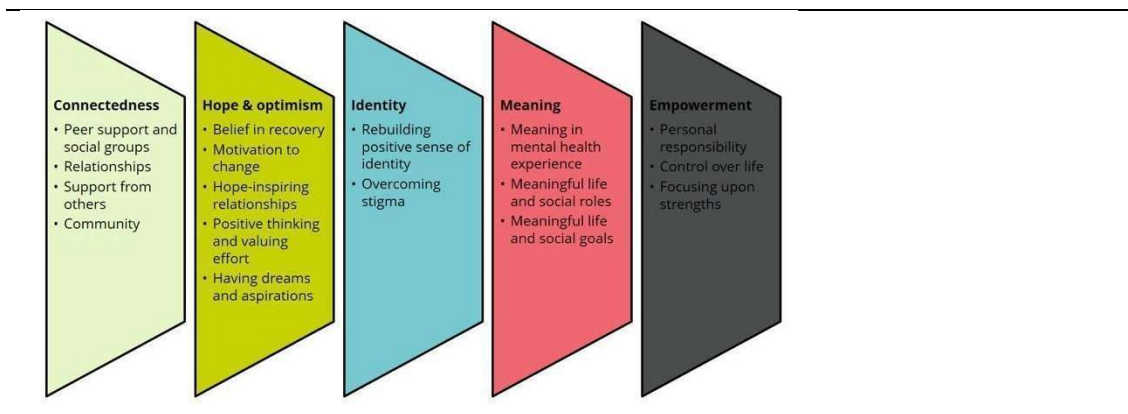 Connectedness
• Peer support and
social groups
• Relationships
• Support from
others
• Community
Hope & optimism
• Belief in recovery
• Motivation to
change
• Hope-inspiring
relationships
• Positive thinking
and valuing
effort
• Having dreams
and aspirations
Identity
• Rebuilding
positive sense of
identity
• Overcoming
stigma
Meaning
• Meaning in
mental health
experience
• Meaningful life
and social roles
• Meaningful life
and social goals
Empowerment
• Personal
responsibility
• Control over life
• Focusing upon
strengths